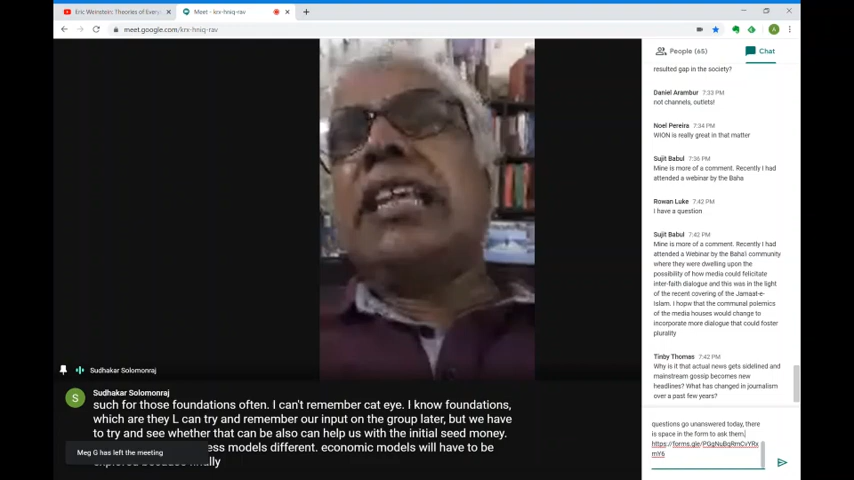 Eric Weinstein: Theories of Every
Meet - knr-hniq-rav
meet.google.com/knr-hniq-rav
People (65)
Chat
resulted gap in the society?
Daniel Arambur 7:33 PM
not channels, outlets!
Noel Pereira 7:34 PM
WION is really great in that matter
Sujit Babul 7:36 PM
Mine is more of a comment. Recently I had
attended a webinar by the Baha
Rowan Luke 7:42 PM
I have a question
Sujit Babul 7:42 PM
Mine is more of a comment. Recently I had
attended a Webinar by the Baha'i community
where they were dwelling upon the
possibility of how media could felicitate
inter-faith dialogue and this was in the light
of the recent covering of the Jamaat-e-
Islam. I hopw that the communal polemics
of the media houses would change to
incorporate more dialogue that could foster
plurality
Tinby Thomas 7:42 PM
Why is it that actual news gets sidelined and
mainstream gossip becomes new
headlines? What has changed in journalism
over a past few years?
questions go unanswered today, there
is space in the form to ask them.
https://forms.gle/PGgNuBqRmCvYRx
mY6
Sudhakar Solomonraj
S
Sudhakar Solomonraj
such for those foundations often. I can't remember cat eye. I know foundations,
which are they L can try and remember our input on the group later, but we have
to try and see whether that can be also can help us with the initial seed money.
ess models different. economic models will have to be
explored because finally
Meg G has left the meeting